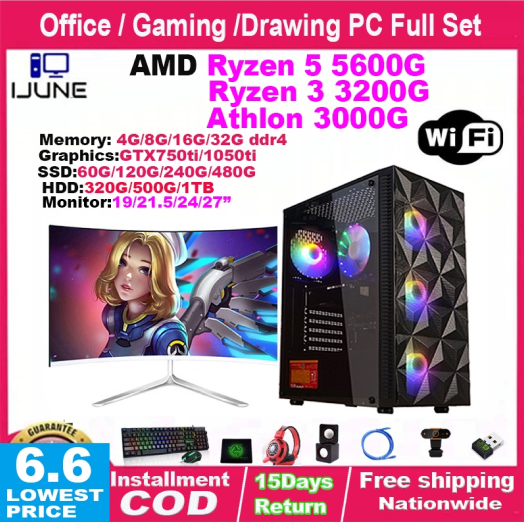 Office / Gaming /Drawing PC Full Set
IJUNE
AMD Ryzen 5 5600G
Ryzen 3 3200G
Athlon 3000G
WiFi
Memory: 4G/8G/16G/32G ddr4
Graphics:GTX750ti/1050ti
SSD:60G/120G/240G/480G
HDD:320G/500G/1TB
Monitor:19/21.5/24/27”
GUARANTEE
6.6
LOWEST
PRICE
Installment
COD
15Days
Return
Free shipping
Nationwide